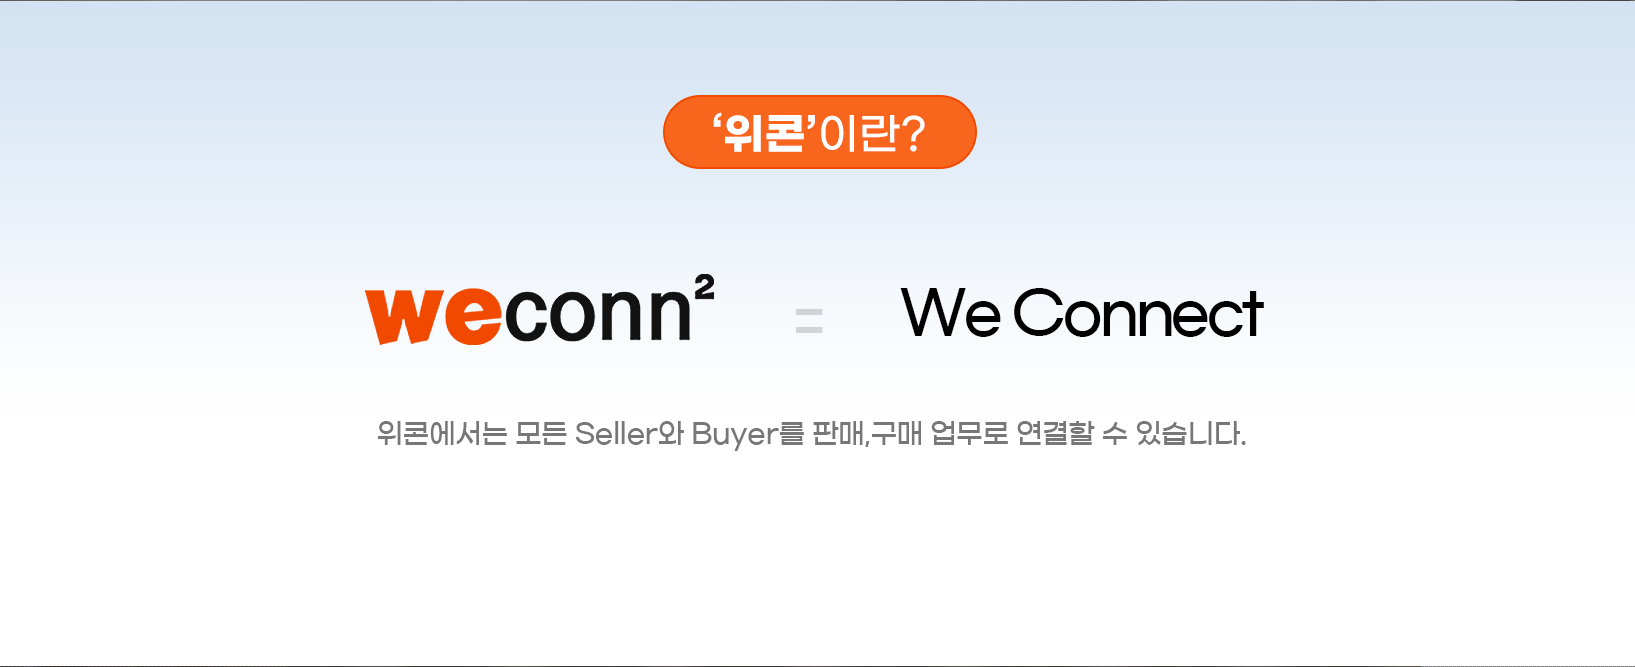 ‘위콘’이란?
weconn² = We Connect
위콘에서는 모든 Seller와 Buyer를 판매,구매 업무로 연결할 수 있습니다.